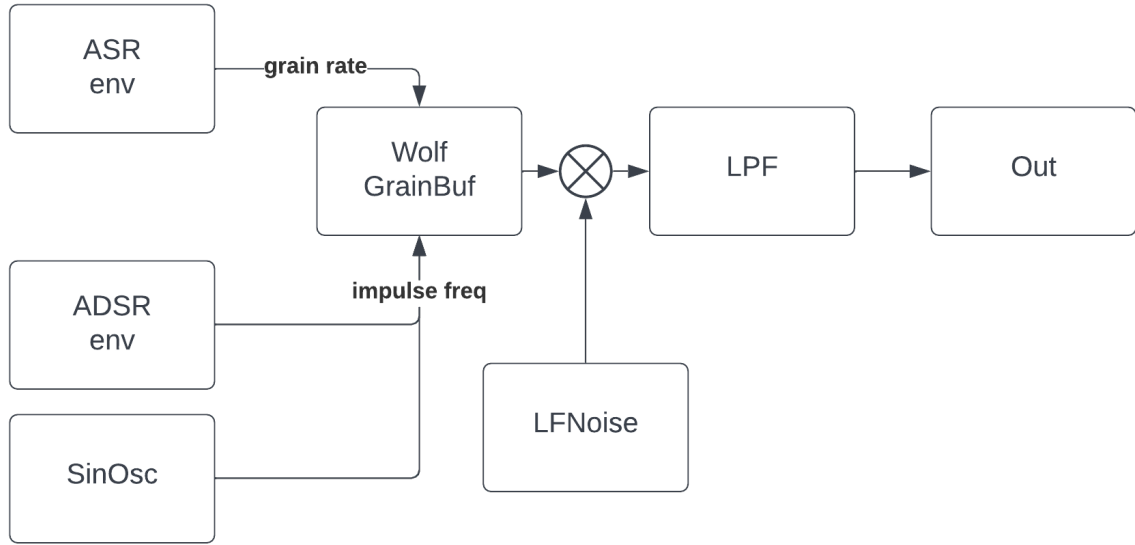 ASR
env
grain rate
Wolf
GrainBuf
LPF
Out
ADSR
env
impulse freq
LFNoise
SinOsc